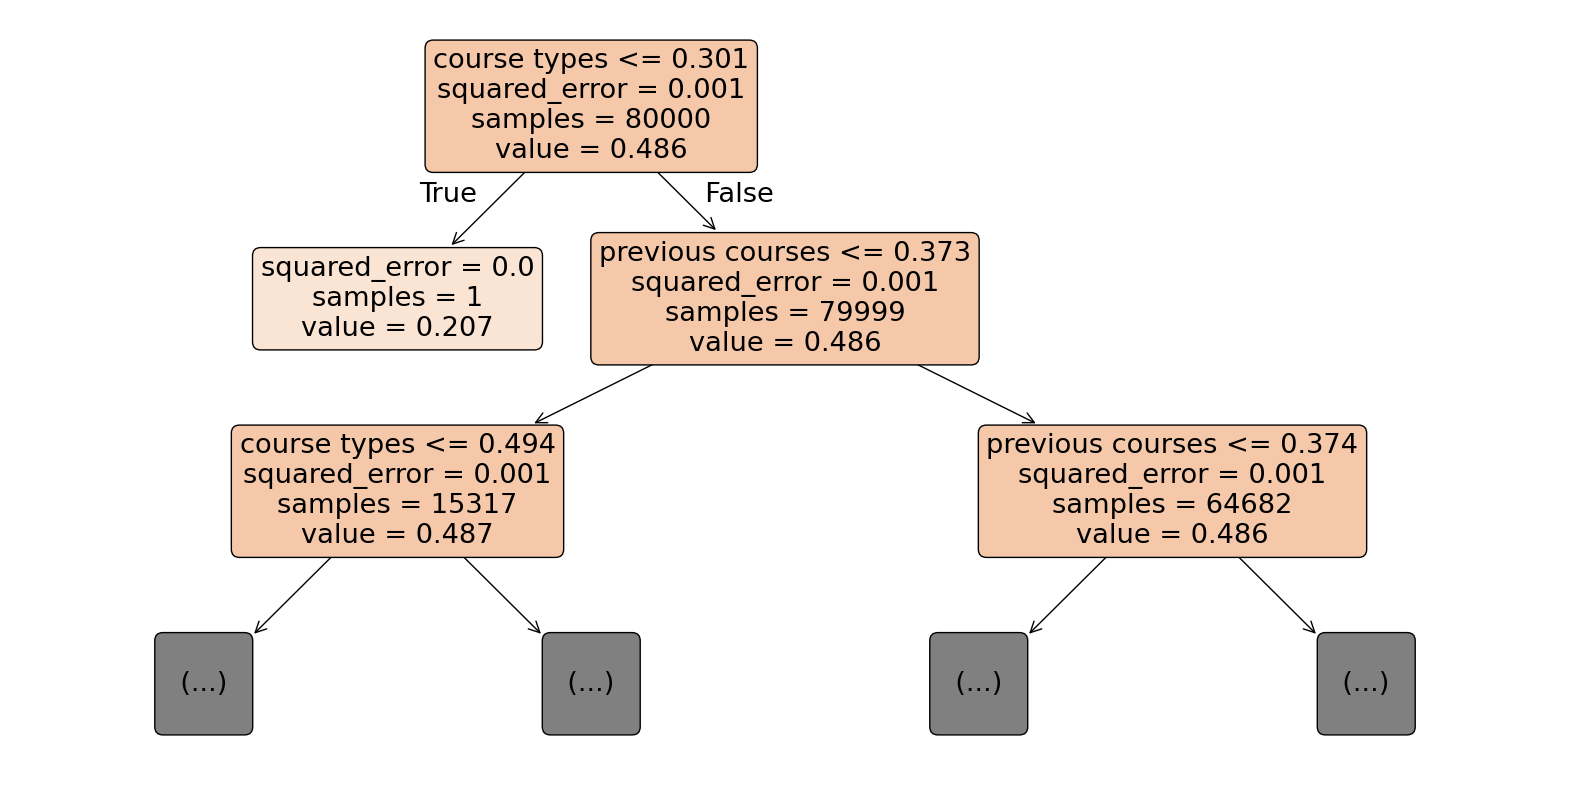 course types <= 0.301
squared_error = 0.001
samples = 80000
value = 0.486
True
False
squared_error = 0.0
samples = 1
value = 0.207
previous courses <= 0.373
squared_error = 0.001
samples = 79999
value = 0.486
course types <= 0.494
squared_error = 0.001
samples = 15317
value = 0.487
previous courses <= 0.374
squared_error = 0.001
samples = 64682
value = 0.486
(...)
(...)
(...)
(...)